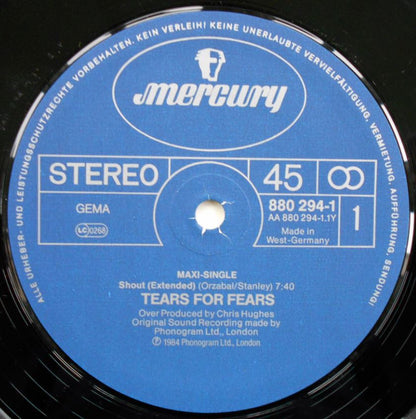 ALLE URHEBER- UND LEISTUNGSSCHUTZRECHTE VORBEHALTEN. KEIN VERLEIH! KEINE UNERLAUBTE VERVIELFÄLTIGUNG, VERMIETUNG, AUFFÜHRUNG, SENDUNG!
mercury
STEREO
45
∞
GEMA
LC 0268
880 294-1
AA 880 294-1.1Y
Made in
West-Germany
1
MAXI-SINGLE
Shout (Extended) (Orzabal/Stanley) 7:40
TEARS FOR FEARS
Over Produced by Chris Hughes
Original Sound Recording made by
Phonogram Ltd., London
℗ 1984 Phonogram Ltd., London